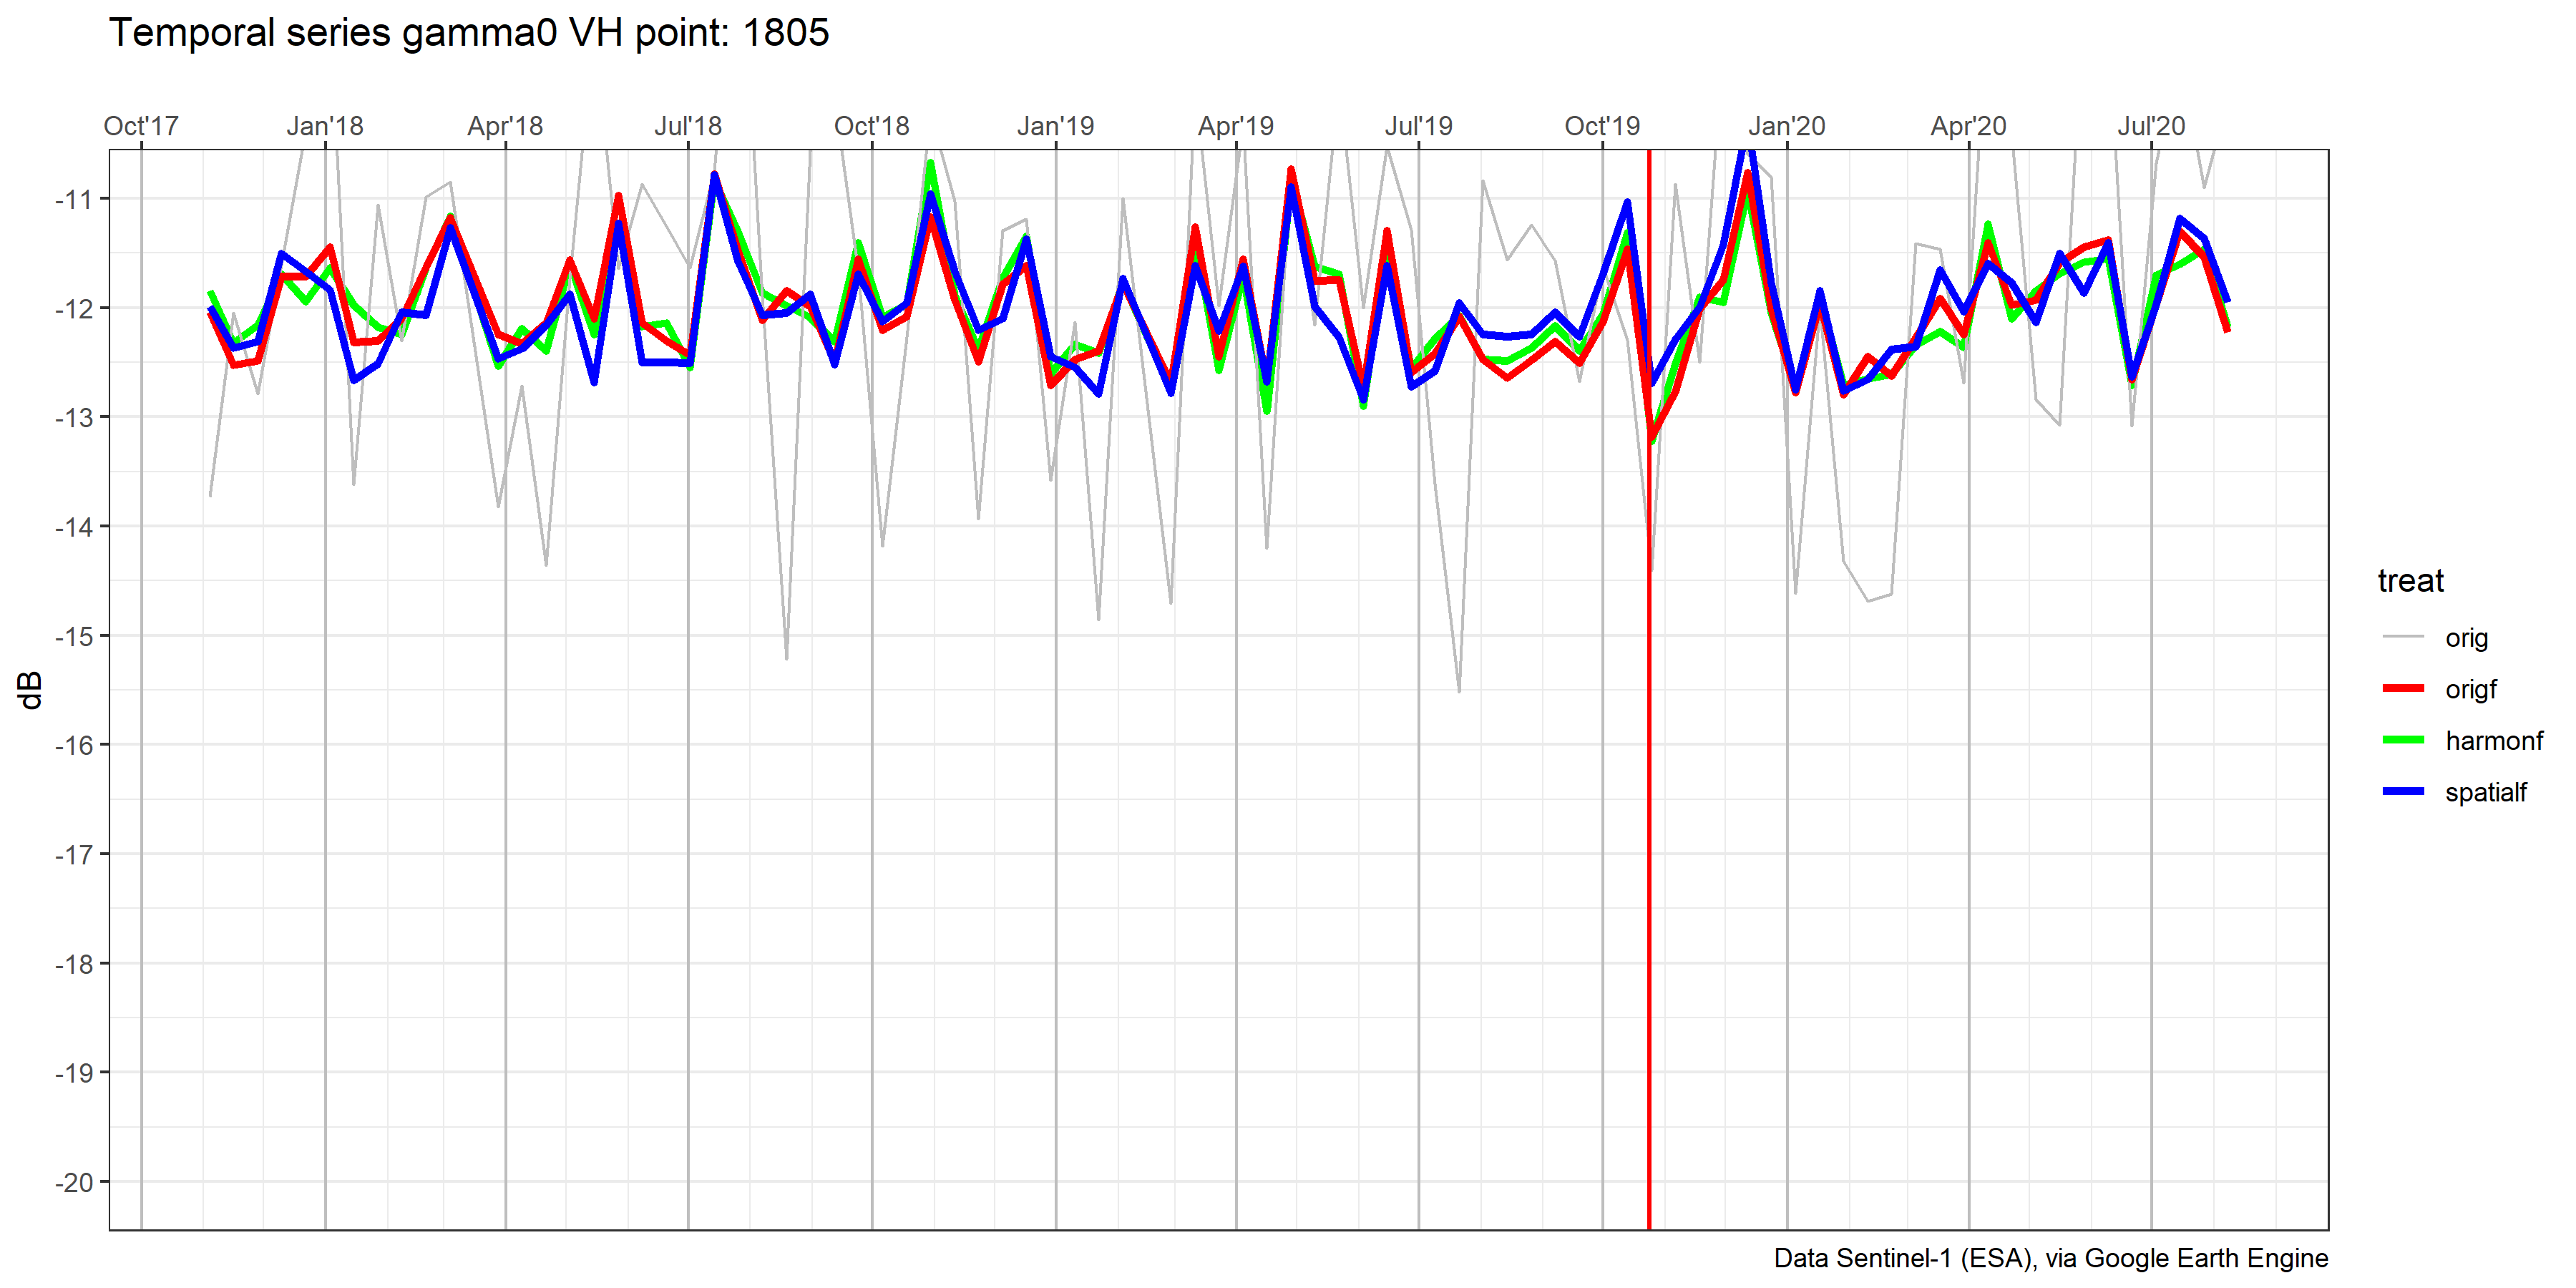 Temporal series gamma0 VH point: 1805
Oct'17 Jan'18 Apr'18 Jul'18 Oct'18 Jan'19 Apr'19 Jul'19 Oct'19 Jan'20 Apr'20 Jul'20
-11
-12
-13
-14
-15
-16
-17
-18
-19
-20
dB
treat
orig
origf
harmonf
spatialf
Data Sentinel-1 (ESA), via Google Earth Engine